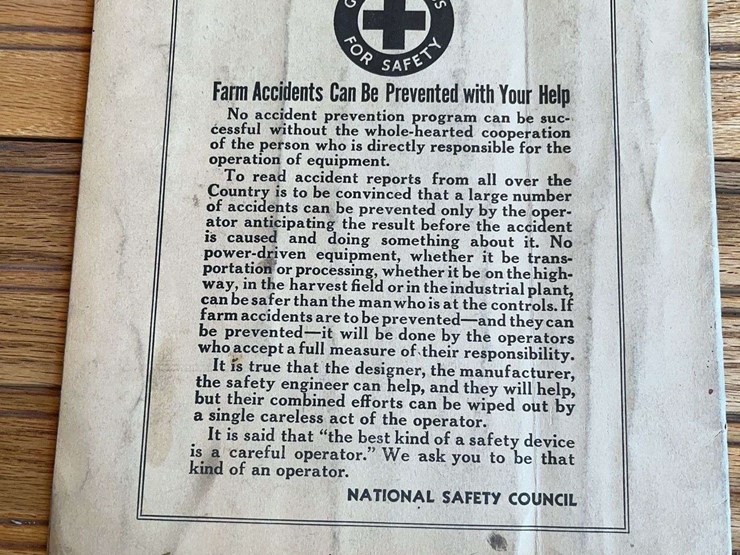 FOR SAFETY
Farm Accidents Can Be Prevented with Your Help
No accident prevention program can be suc-
cessful without the whole-hearted cooperation
of the person who is directly responsible for the
operation of equipment.
To read accident reports from all over the
Country is to be convinced that a large number
of accidents can be prevented only by the oper-
ator anticipating the result before the accident
is caused and doing something about it. No
power-driven equipment, whether it be trans-
portation or processing, whether it be on the high-
way, in the harvest field or in the industrial plant,
can be safer than the man who is at the controls. If
farm accidents are to be prevented—and they can
be prevented—it will be done by the operators
who accept a full measure of their responsibility.
It is true that the designer, the manufacturer,
the safety engineer can help, and they will help,
but their combined efforts can be wiped out by
a single careless act of the operator.
It is said that “the best kind of a safety device
is a careful operator.” We ask you to be that
kind of an operator.
NATIONAL SAFETY COUNCIL